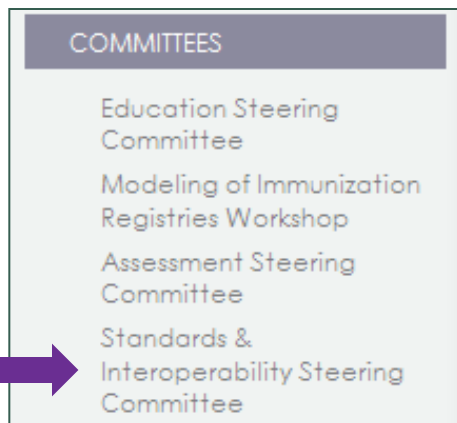 COMMITTEES
Education Steering
Committee
Modeling of Immunization
Registries Workshop
Assessment Steering
Committee
Standards &
Interoperability Steering
Committee